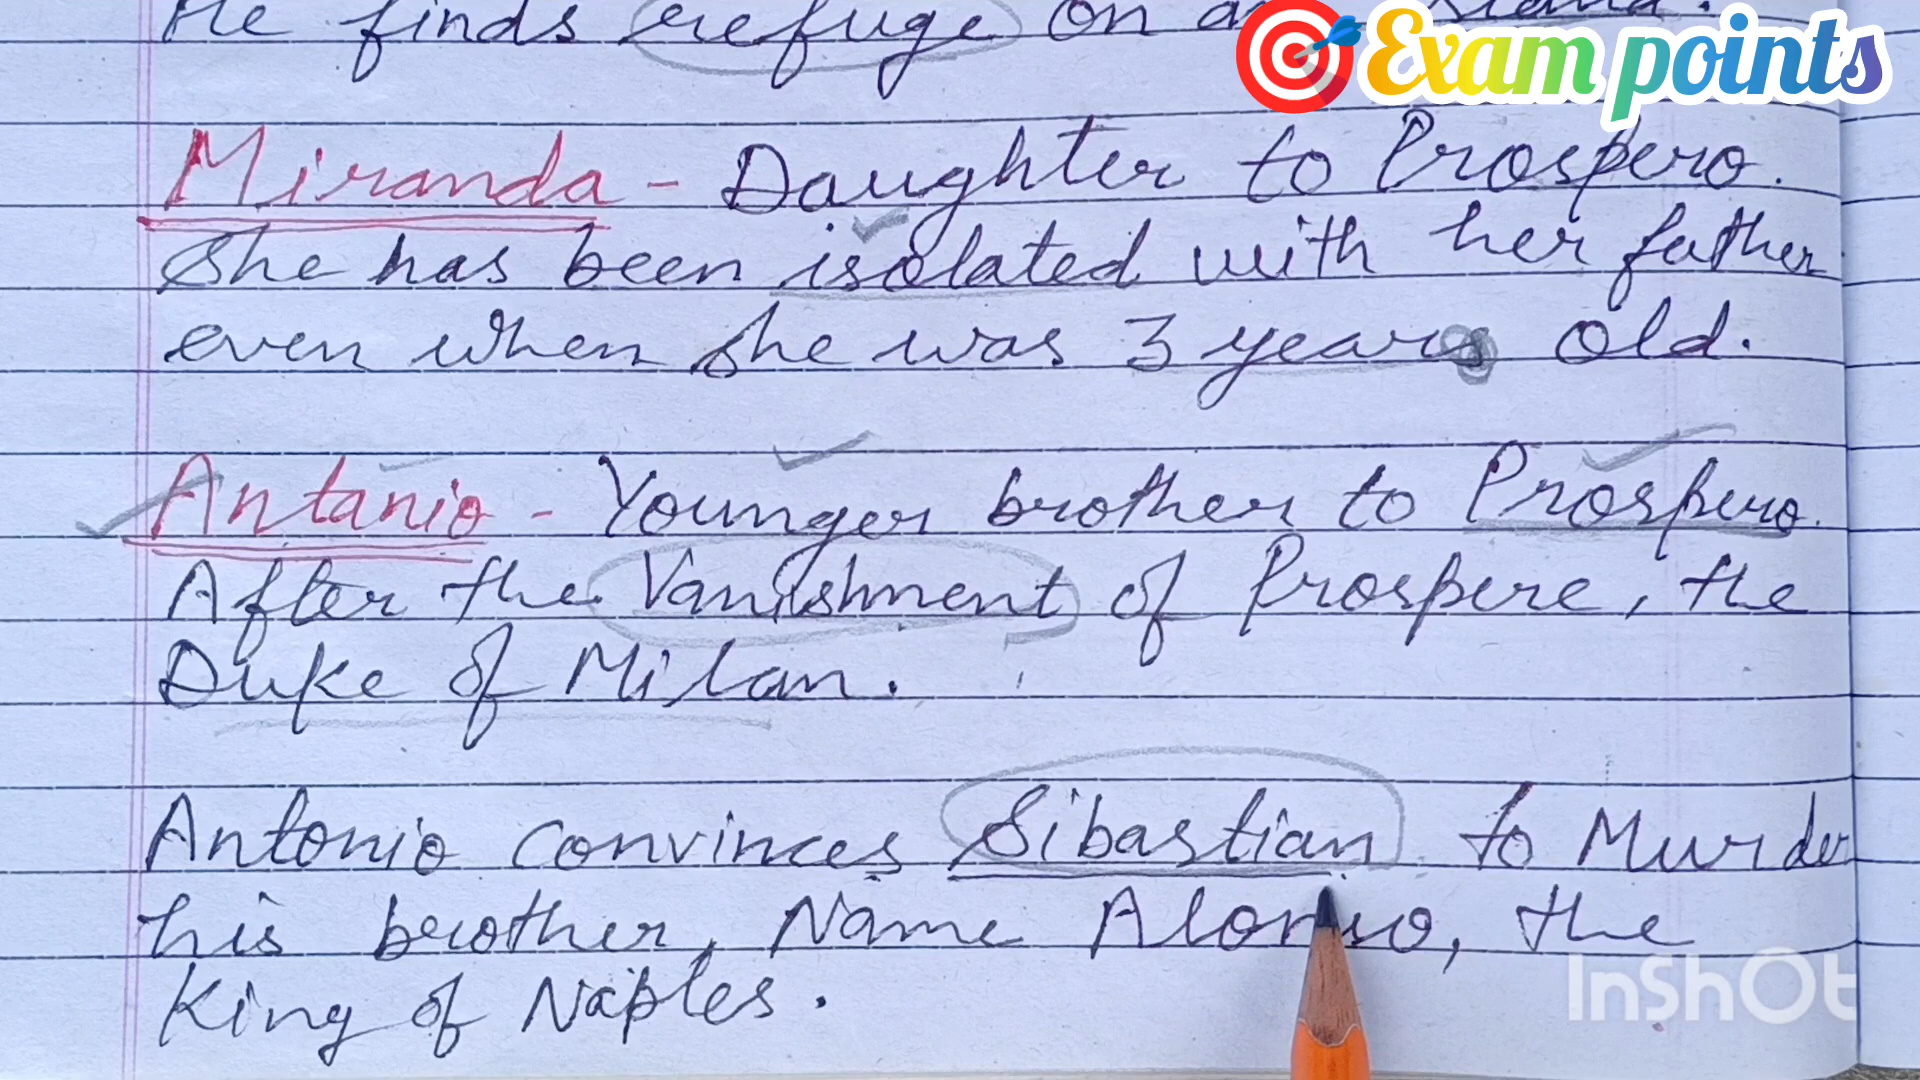 He finds refuge on an island.
Exam points
Miranda - Daughter to Prospero.
She has been isolated with her father
even when she was 3 years old.
Antanio - Younger brother to Prospero.
After the Vanishment of Prospere, the
Duke of Milan.
Antonio convinces Sibastian to Murder
his brother, Name Alonso, the
King of Naples.
InShOt